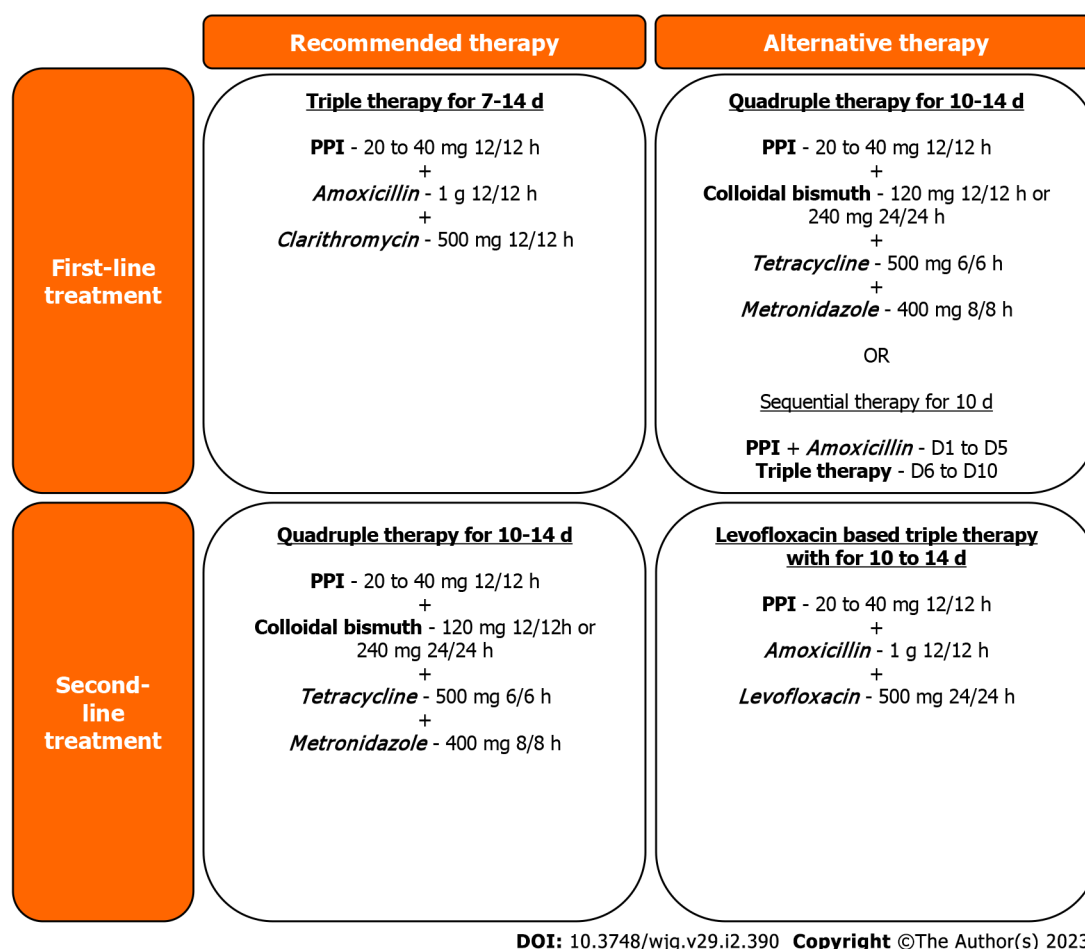 Recommended therapy
Alternative therapy
First-line
treatment
Triple therapy for 7-14 d
PPI - 20 to 40 mg 12/12 h
+
Amoxicillin - 1 g 12/12 h
+
Clarithromycin - 500 mg 12/12 h
Quadruple therapy for 10-14 d
PPI - 20 to 40 mg 12/12 h
+
Colloidal bismuth - 120 mg 12/12 h or
240 mg 24/24 h
+
Tetracycline - 500 mg 6/6 h
+
Metronidazole - 400 mg 8/8 h
OR
Sequential therapy for 10 d
PPI + Amoxicillin - D1 to D5
Triple therapy - D6 to D10
Second-
line
treatment
Quadruple therapy for 10-14 d
PPI - 20 to 40 mg 12/12 h
+
Colloidal bismuth - 120 mg 12/12h or
240 mg 24/24 h
+
Tetracycline - 500 mg 6/6 h
+
Metronidazole - 400 mg 8/8 h
Levofloxacin based triple therapy
with for 10 to 14 d
PPI - 20 to 40 mg 12/12 h
+
Amoxicillin - 1 g 12/12 h
+
Levofloxacin - 500 mg 24/24 h
DOI: 10.3748/wjg.v29.i2.390 Copyright ©The Author(s) 2023